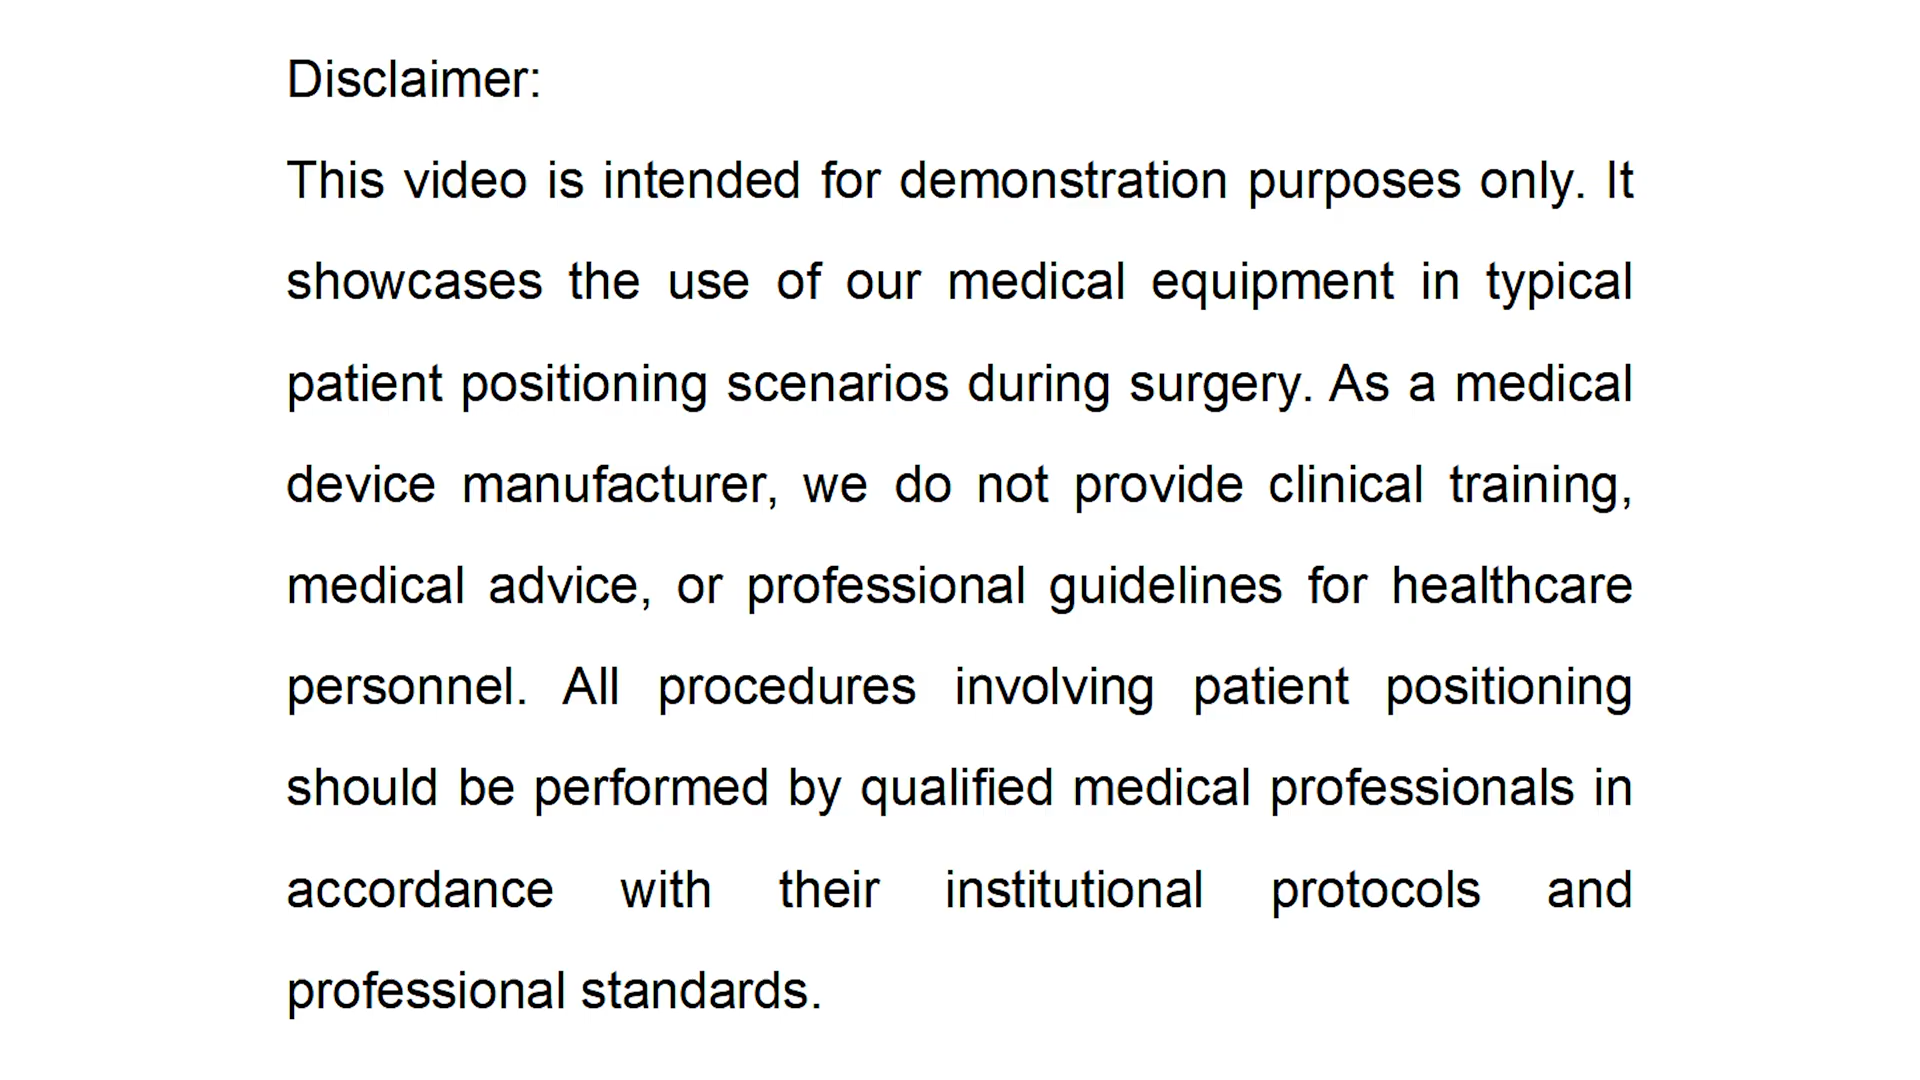 Disclaimer:
This video is intended for demonstration purposes only. It
showcases the use of our medical equipment in typical
patient positioning scenarios during surgery. As a medical
device manufacturer, we do not provide clinical training,
medical advice, or professional guidelines for healthcare
personnel. All procedures involving patient positioning
should be performed by qualified medical professionals in
accordance with their institutional protocols and
professional standards.